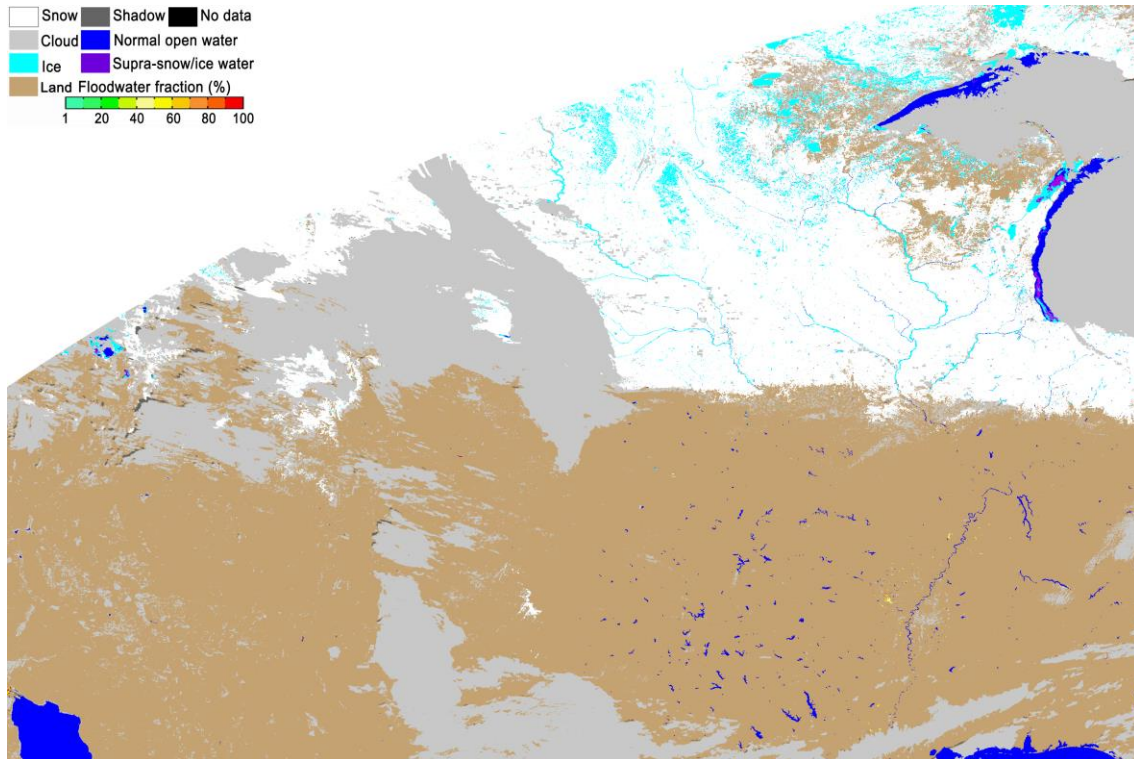 Snow Shadow No data
Cloud Normal open water
Ice Supra-snow/ice water
Land Floodwater fraction (%)
1 20 40 60 80 100